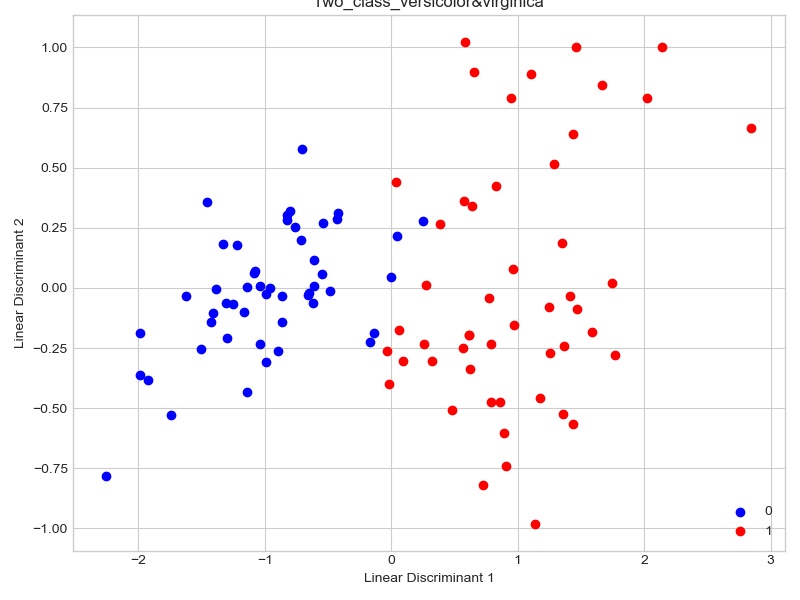 Two_class_versicolor&virginica
1.00
0.75
0.50
0.25
0.00
−0.25
−0.50
−0.75
−1.00
Linear Discriminant 2
0
1
−2 −1 0 1 2 3
Linear Discriminant 1